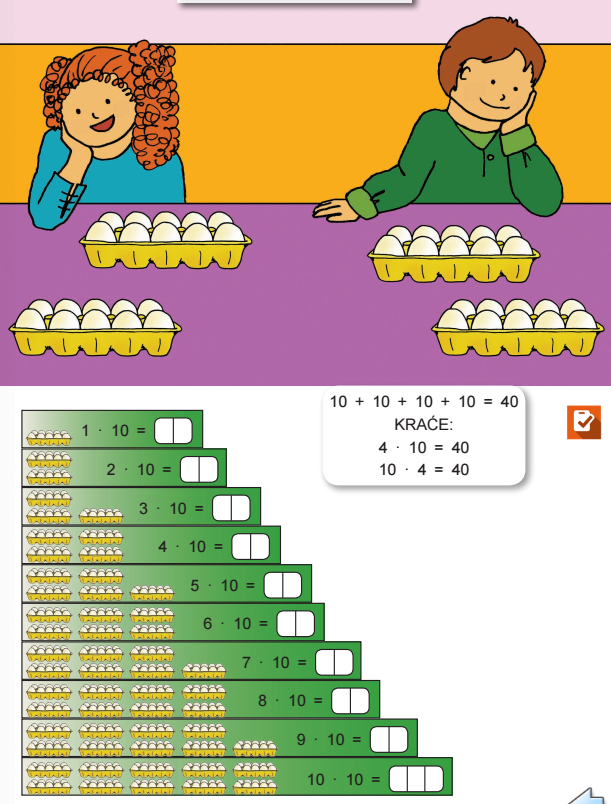 10 + 10 + 10 + 10 = 40
KRAĆE:
4 · 10 = 40
10 · 4 = 40
1 · 10 =
2 · 10 =
3 · 10 =
4 · 10 =
5 · 10 =
6 · 10 =
7 · 10 =
8 · 10 =
9 · 10 =
10 · 10 =